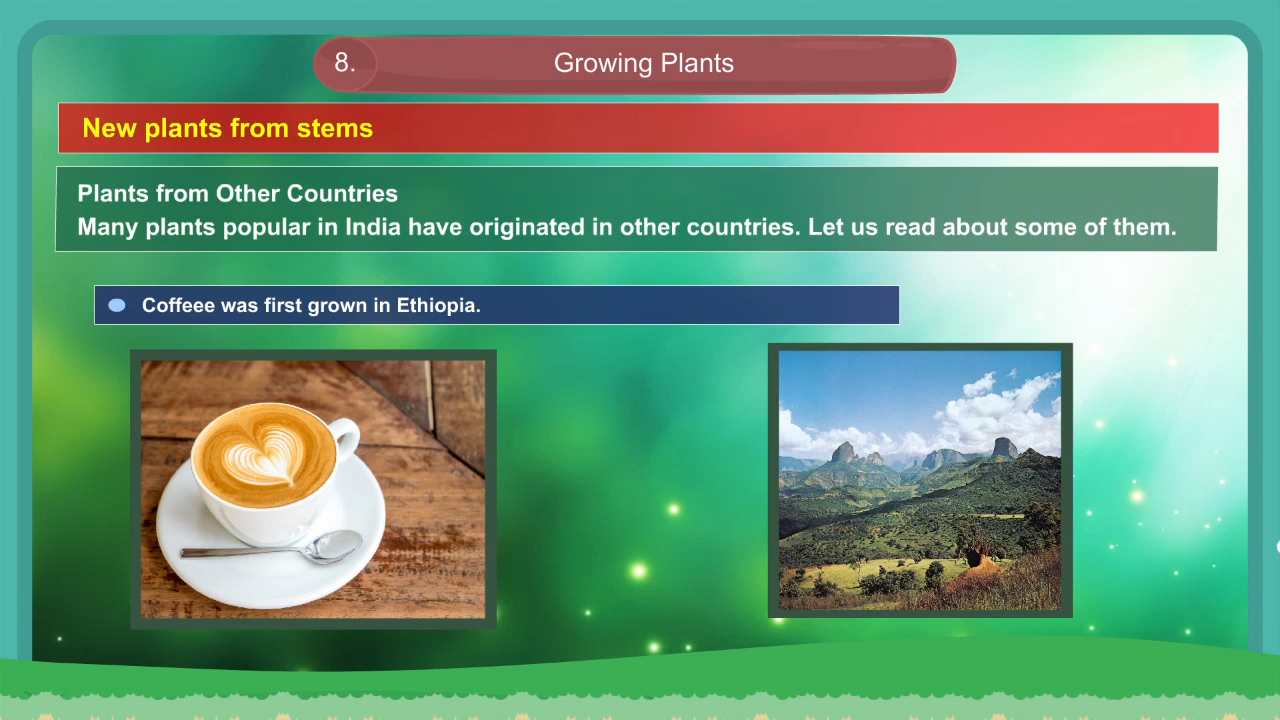 8. Growing Plants
New plants from stems
Plants from Other Countries
Many plants popular in India have originated in other countries. Let us read about some of them.
Coffeee was first grown in Ethiopia.